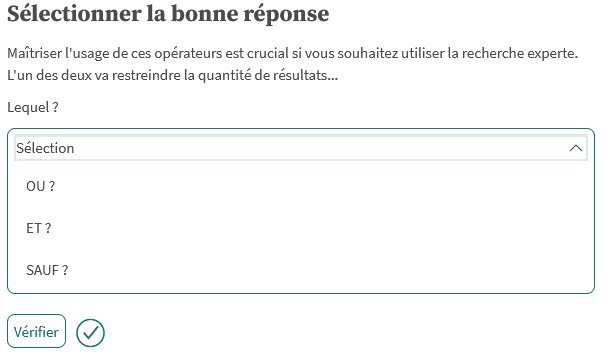 Sélectionner la bonne réponse
Maîtriser l'usage de ces opérateurs est crucial si vous souhaitez utiliser la recherche experte.
L'un des deux va restreindre la quantité de résultats...
Lequel ?
Sélection
OU ?
ET ?
SAUF ?
Vérifier